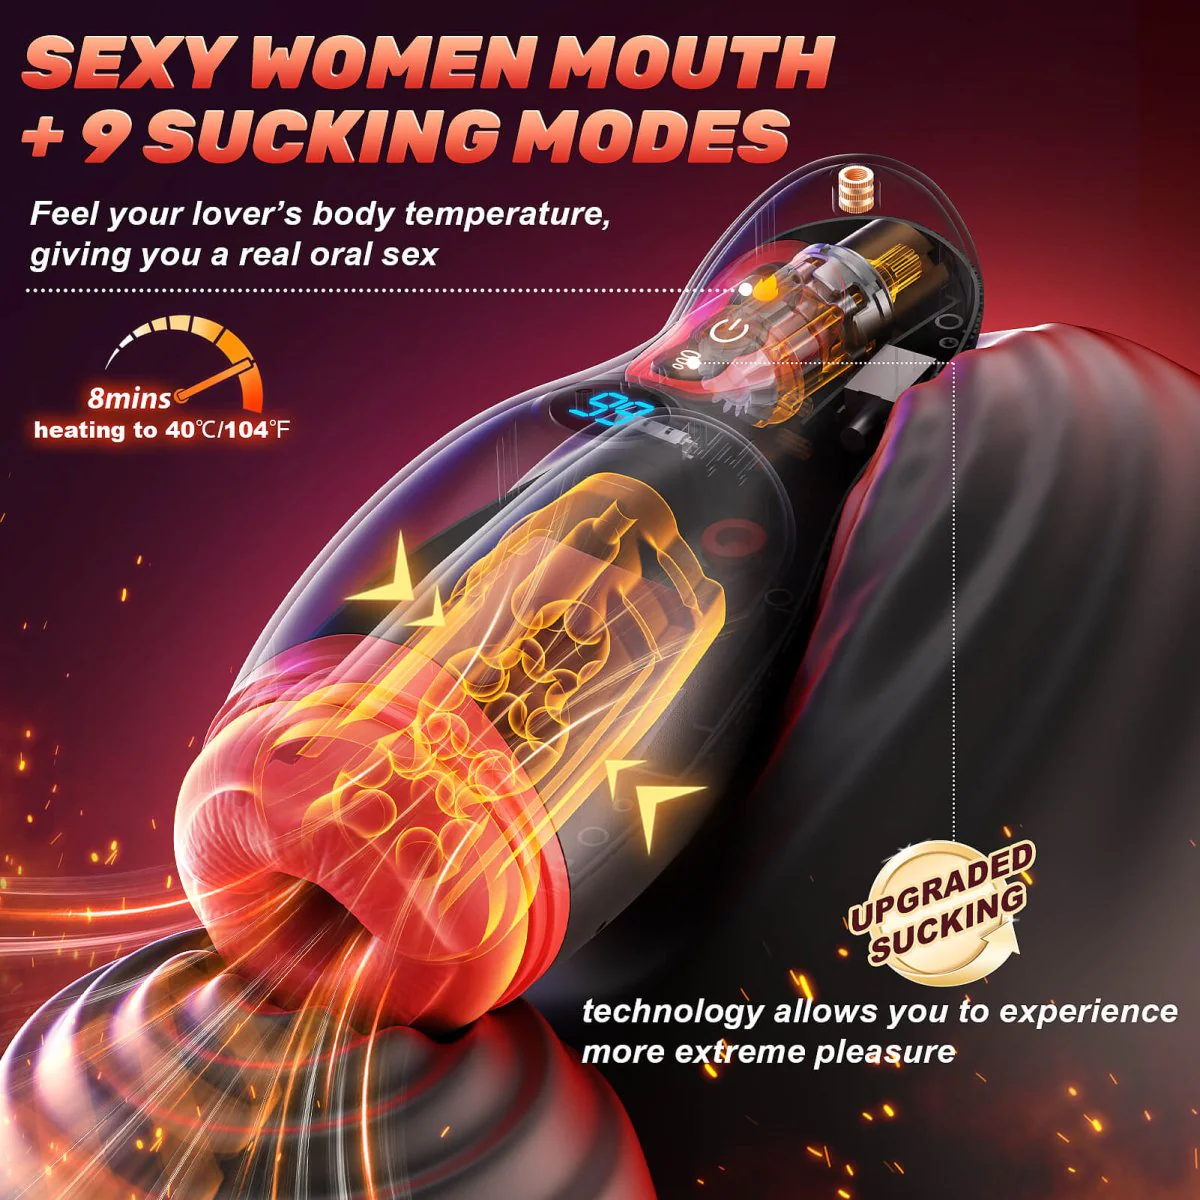 SEXY WOMEN MOUTH
+ 9 SUCKING MODES
Feel your lover's body temperature,
giving you a real oral sex
8mins
heating to 40℃/104℉
99
UPGRADED
SUCKING
technology allows you to experience
more extreme pleasure